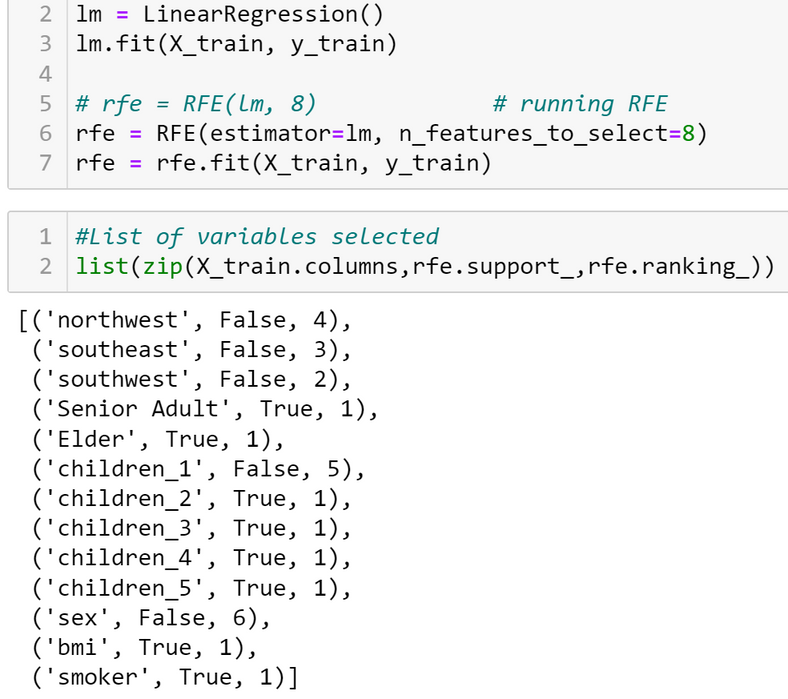 2 lm = LinearRegression()
3 lm.fit(X_train, y_train)
4
5 # rfe = RFE(lm, 8) # running RFE
6 rfe = RFE(estimator=lm, n_features_to_select=8)
7 rfe = rfe.fit(X_train, y_train)
1 #List of variables selected
2 list(zip(X_train.columns,rfe.support_,rfe.ranking_))
[('northwest', False, 4),
('southeast', False, 3),
('southwest', False, 2),
('Senior Adult', True, 1),
('Elder', True, 1),
('children_1', False, 5),
('children_2', True, 1),
('children_3', True, 1),
('children_4', True, 1),
('children_5', True, 1),
('sex', False, 6),
('bmi', True, 1),
('smoker', True, 1)]